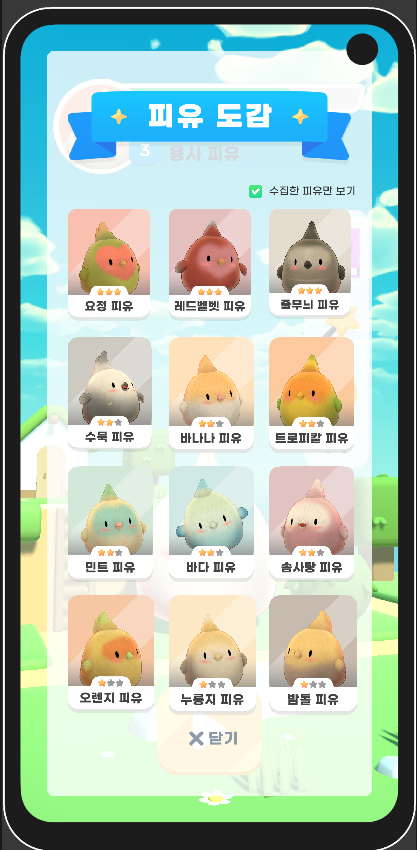 피유 도감
3 용사 피유
수집한 피유만 보기
요정 피유 레드벨벳 피유 줄무늬 피유
수묵 피유 바나나 피유 트로피칼 피유
민트 피유 바다 피유 솜사탕 피유
오렌지 피유 누룽지 피유 밤톨 피유
닫기